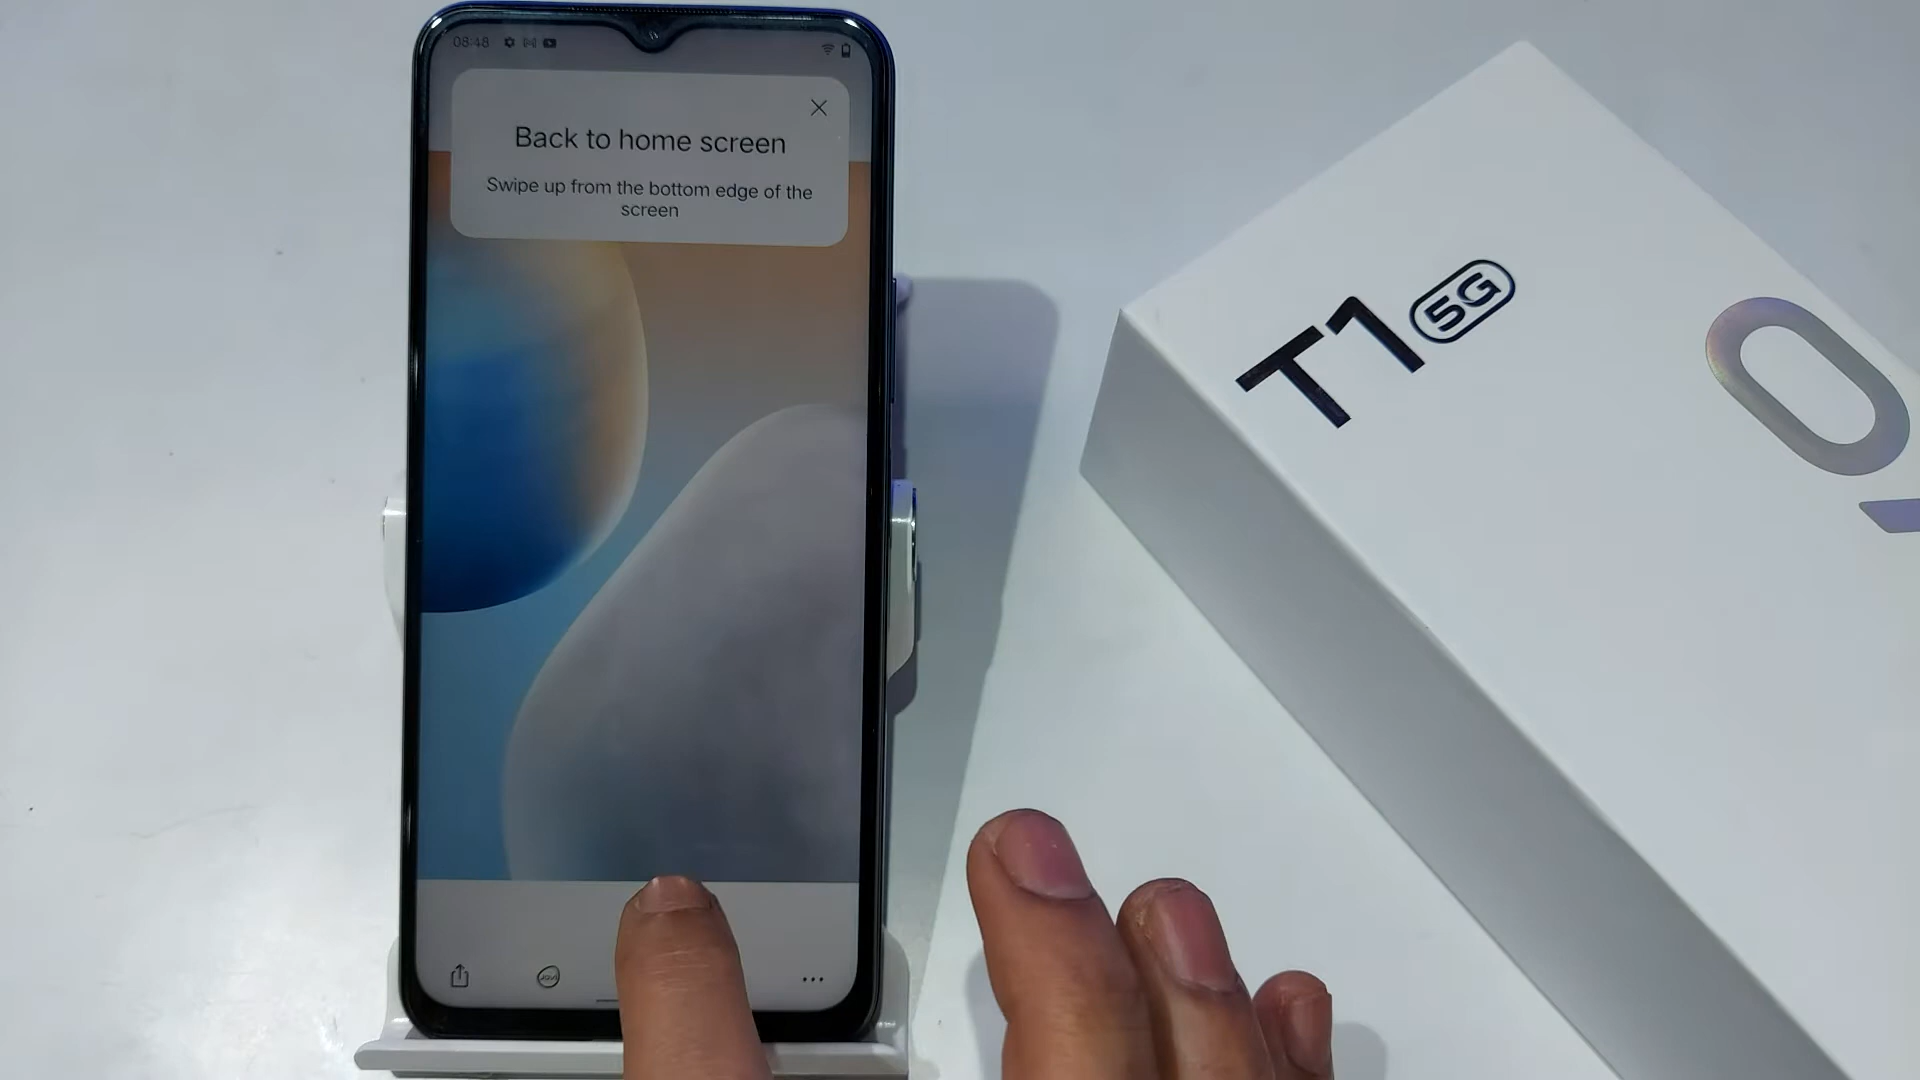 08:48
Back to home screen
Swipe up from the bottom edge of the
screen
T1 5G